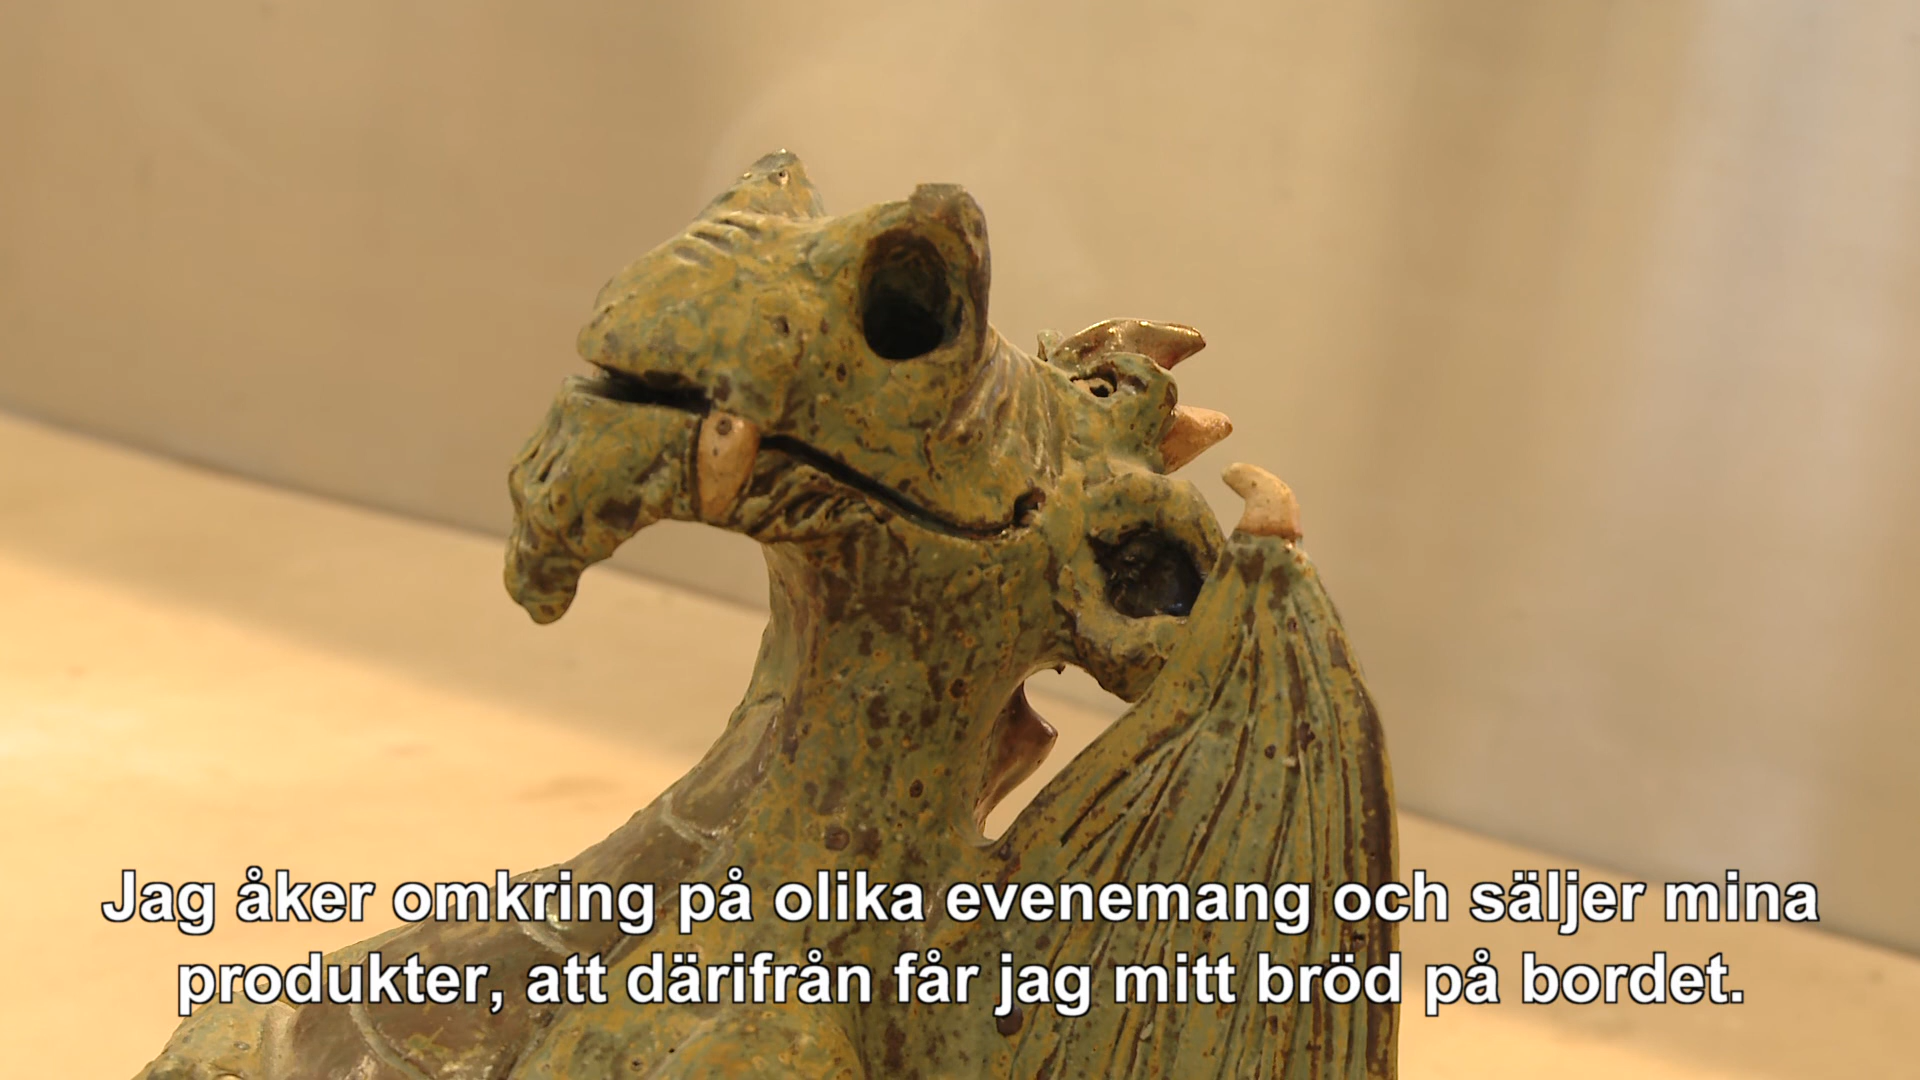 Jag åker omkring på olika evenemang och säljer mina
produkter, att därifrån får jag mitt bröd på bordet.